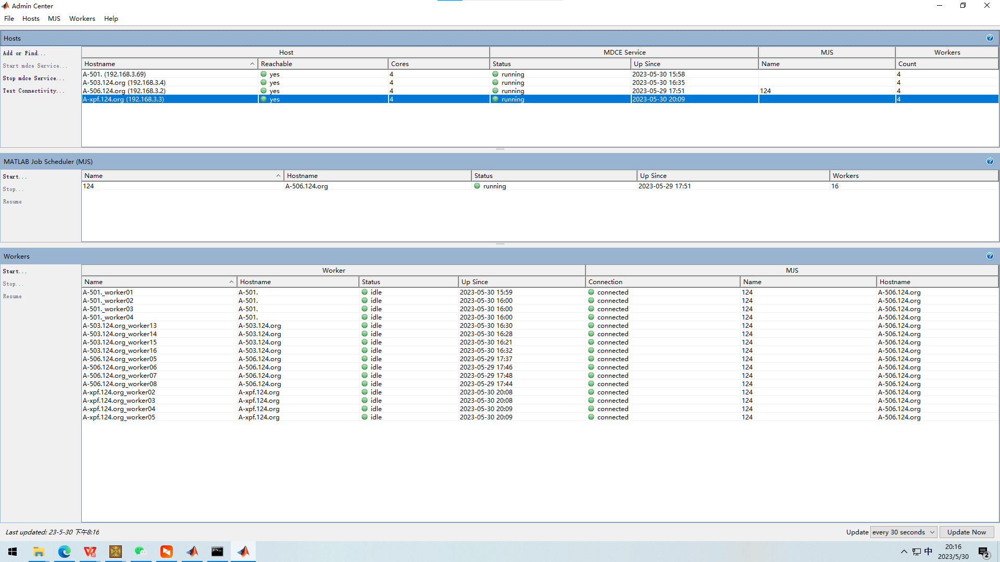 Admin Center
File Hosts MJS Workers Help
Hosts
Add or Find...
Start mdce Service...
Stop mdce Service...
Test Connectivity...
Host MDCE Service MJS Workers
Hostname Reachable Cores Status Up Since Name Count
A-501. (192.168.3.69) yes 4 running 2023-05-30 15:58 4
A-503.124.org (192.168.3.4) yes 4 running 2023-05-30 16:35 4
A-506.124.org (192.168.3.2) yes 4 running 2023-05-29 17:51 124 4
A-xpf.124.org (192.168.3.3) yes 4 running 2023-05-30 20:09 4
MATLAB Job Scheduler (MJS)
Start...
Stop...
Resume
Name Hostname Status Up Since Workers
124 A-506.124.org running 2023-05-29 17:51 16
Workers
Start...
Stop...
Resume
Worker MJS
Name Hostname Status Up Since Connection Name Hostname
A-501._worker01 A-501. idle 2023-05-30 15:59 connected 124 A-506.124.org
A-501._worker02 A-501. idle 2023-05-30 16:00 connected 124 A-506.124.org
A-501._worker03 A-501. idle 2023-05-30 16:00 connected 124 A-506.124.org
A-501._worker04 A-501. idle 2023-05-30 16:00 connected 124 A-506.124.org
A-503.124.org_worker13 A-503.124.org idle 2023-05-30 16:30 connected 124 A-506.124.org
A-503.124.org_worker14 A-503.124.org idle 2023-05-30 16:28 connected 124 A-506.124.org
A-503.124.org_worker15 A-503.124.org idle 2023-05-30 16:21 connected 124 A-506.124.org
A-503.124.org_worker16 A-503.124.org idle 2023-05-30 16:32 connected 124 A-506.124.org
A-506.124.org_worker05 A-506.124.org idle 2023-05-29 17:37 connected 124 A-506.124.org
A-506.124.org_worker06 A-506.124.org idle 2023-05-29 17:46 connected 124 A-506.124.org
A-506.124.org_worker07 A-506.124.org idle 2023-05-29 17:48 connected 124 A-506.124.org
A-506.124.org_worker08 A-506.124.org idle 2023-05-29 17:44 connected 124 A-506.124.org
A-xpf.124.org_worker02 A-xpf.124.org idle 2023-05-30 20:08 connected 124 A-506.124.org
A-xpf.124.org_worker03 A-xpf.124.org idle 2023-05-30 20:08 connected 124 A-506.124.org
A-xpf.124.org_worker04 A-xpf.124.org idle 2023-05-30 20:09 connected 124 A-506.124.org
A-xpf.124.org_worker05 A-xpf.124.org idle 2023-05-30 20:09 connected 124 A-506.124.org
Last updated: 23-5-30 下午8:16
Update every 30 seconds Update Now
中
20:16
2023/5/30
2